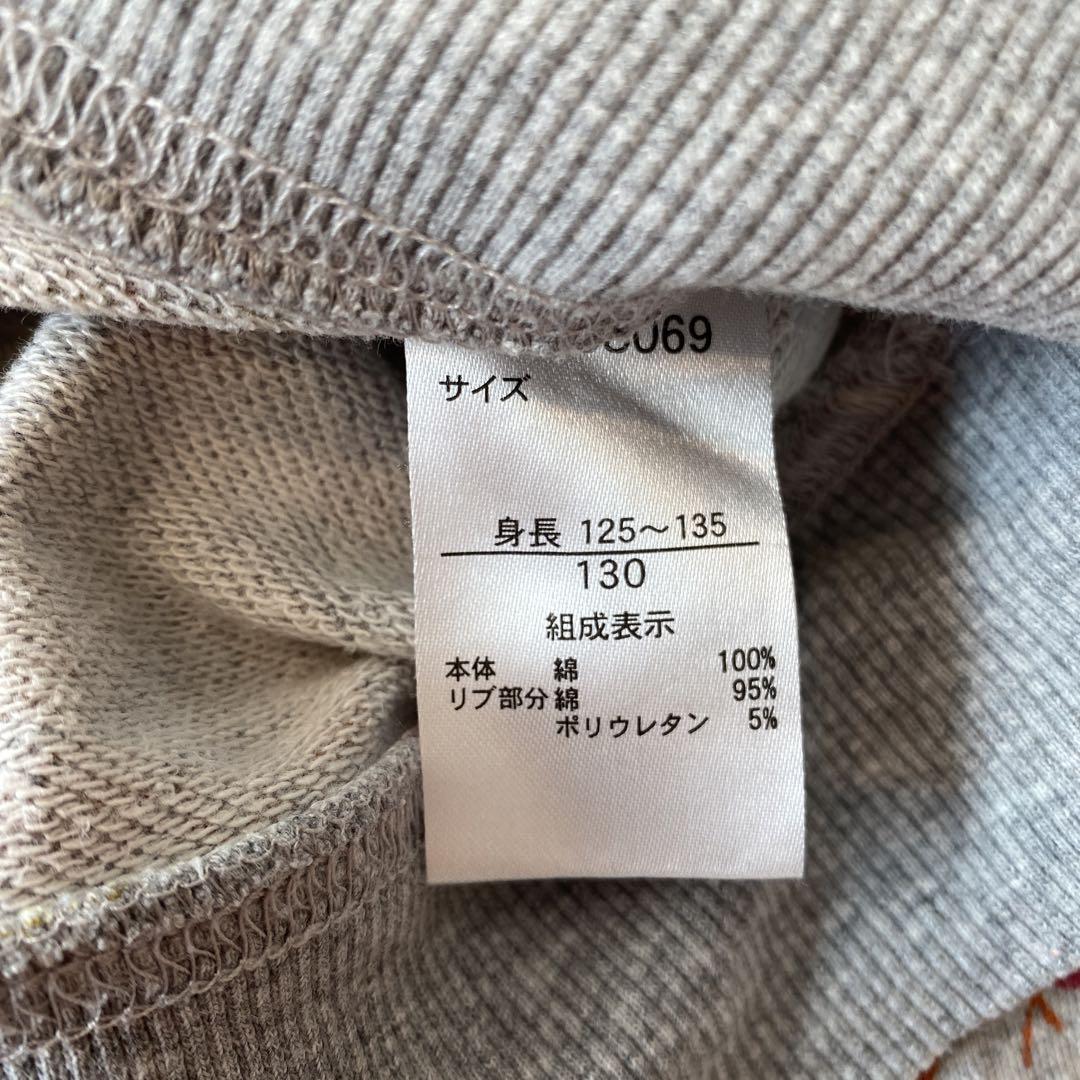 069
サイズ
身長 125～135
130
組成表示
本体 綿 100%
リブ部分 綿 95%
ポリウレタン 5%